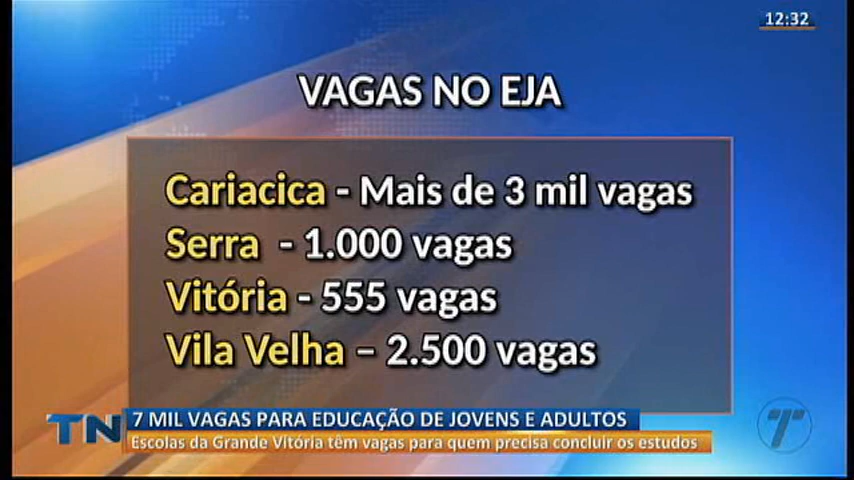 12:32
VAGAS NO EJA
Cariacica - Mais de 3 mil vagas
Serra - 1.000 vagas
Vitória - 555 vagas
Vila Velha – 2.500 vagas
TN
7 MIL VAGAS PARA EDUCAÇÃO DE JOVENS E ADULTOS
Escolas da Grande Vitória têm vagas para quem precisa concluir os estudos
T